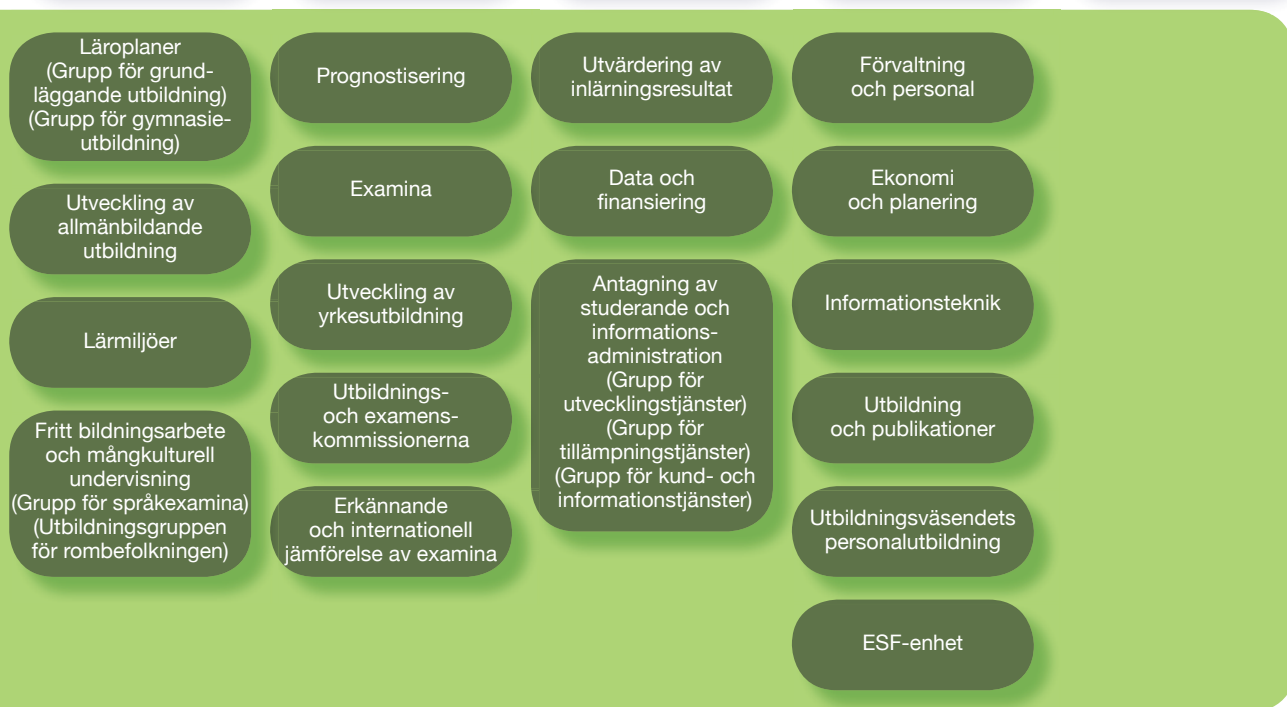 Läroplaner
(Grupp för grund-
läggande utbildning)
(Grupp för gymnasie-
utbildning)
Utveckling av
allmänbildande
utbildning
Lärmiljöer
Fritt bildningsarbete
och mångkulturell
undervisning
(Grupp för språkexamina)
(Utbildningsgruppen
för rombefolkningen)
Prognostisering
Examina
Utveckling av
yrkesutbildning
Utbildnings-
och examens-
kommissionerna
Erkännande
och internationell
jämförelse av examina
Utvärdering av
inlärningsresultat
Data och
finansiering
Antagning av
studerande och
informations-
administration
(Grupp för
utvecklingstjänster)
(Grupp för
tillämpningstjänster)
(Grupp för kund- och
informationstjänster)
Förvaltning
och personal
Ekonomi
och planering
Informationsteknik
Utbildning
och publikationer
Utbildningsväsendets
personalutbildning
ESF-enhet